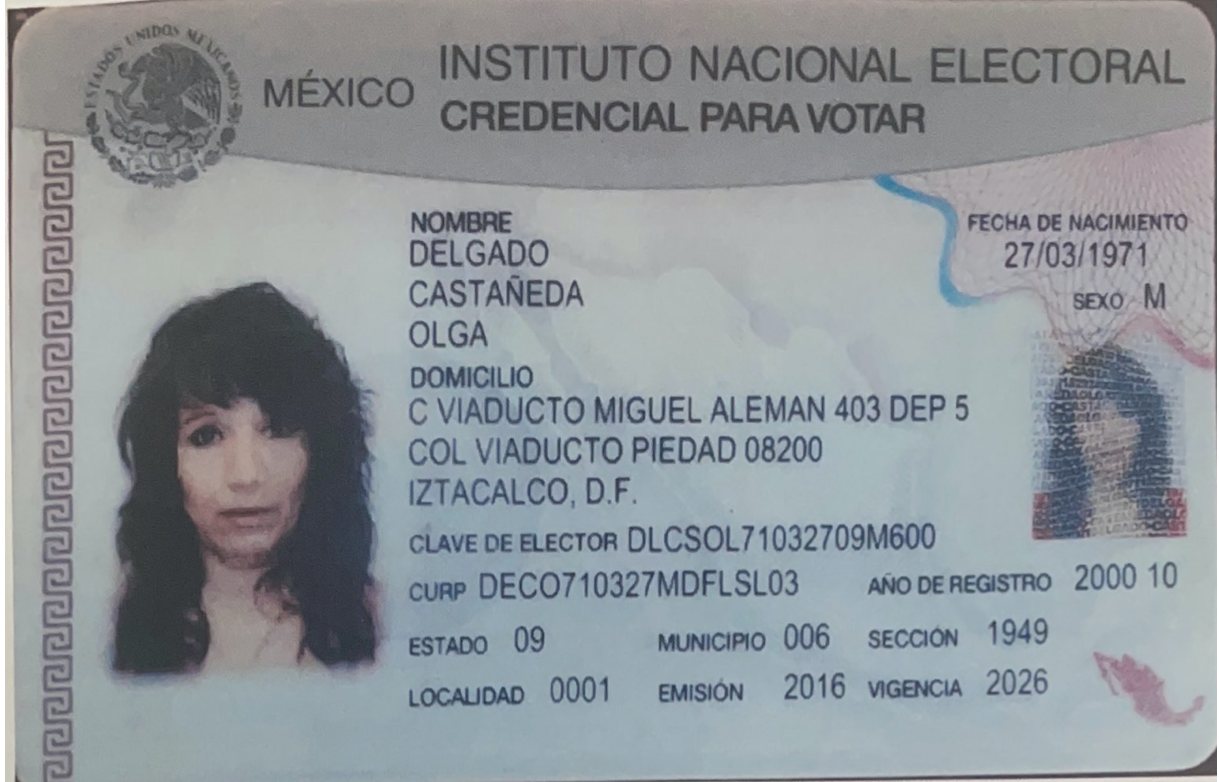 ESTADOS UNIDOS MEXICANOS
MÉXICO
INSTITUTO NACIONAL ELECTORAL
CREDENCIAL PARA VOTAR
NOMBRE
DELGADO
CASTAÑEDA
OLGA
FECHA DE NACIMIENTO
27/03/1971
SEXO M
DOMICILIO
C VIADUCTO MIGUEL ALEMAN 403 DEP 5
COL VIADUCTO PIEDAD 08200
IZTACALCO, D.F.
CLAVE DE ELECTOR DLCSOL71032709M600
CURP DECO710327MDFLSL03 AÑO DE REGISTRO 2000 10
ESTADO 09 MUNICIPIO 006 SECCIÓN 1949
LOCALIDAD 0001 EMISIÓN 2016 VIGENCIA 2026